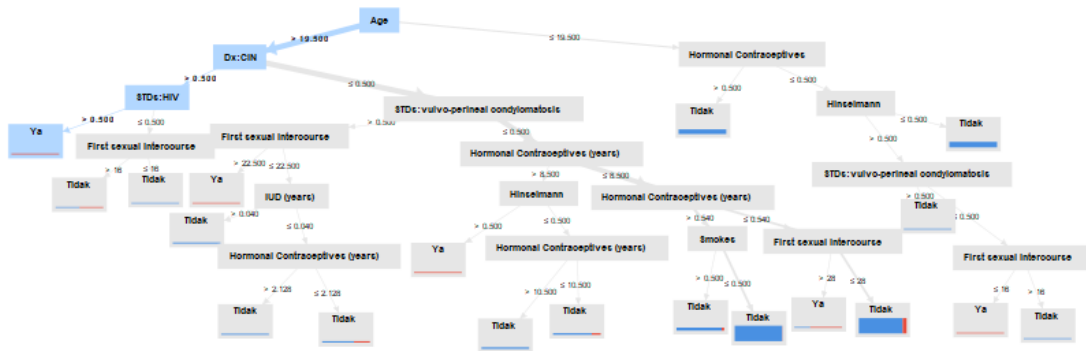 Age
> 19.500
≤ 19.500
Dx:CIN
Hormonal Contraceptives
> 0.500
≤ 0.500
> 0.500
≤ 0.500
STDs:HIV
STDs:vulvo-perineal condylomatosis
Tidak
Hinselmann
> 0.500
≤ 0.500
> 0.500
≤ 0.500
> 0.500
≤ 0.500
Ya
First sexual intercourse
First sexual intercourse
Hormonal Contraceptives (years)
Tidak
> 16
≤ 16
> 22.500
≤ 22.500
> 8.500
≤ 8.500
STDs:vulvo-perineal condylomatosis
Tidak
Tidak
Ya
IUD (years)
Hinselmann
Hormonal Contraceptives (years)
> 0.500
≤ 0.500
> 0.040
≤ 0.040
> 0.500
≤ 0.500
> 0.540
≤ 0.540
Tidak
Tidak
Hormonal Contraceptives (years)
Ya
Hormonal Contraceptives (years)
Smokes
First sexual intercourse
First sexual intercourse
> 2.128
≤ 2.128
> 10.500
≤ 10.500
> 0.500
≤ 0.500
> 28
≤ 28
≤ 16
> 16
Tidak
Tidak
Tidak
Tidak
Tidak
Tidak
Ya
Tidak
Ya
Tidak